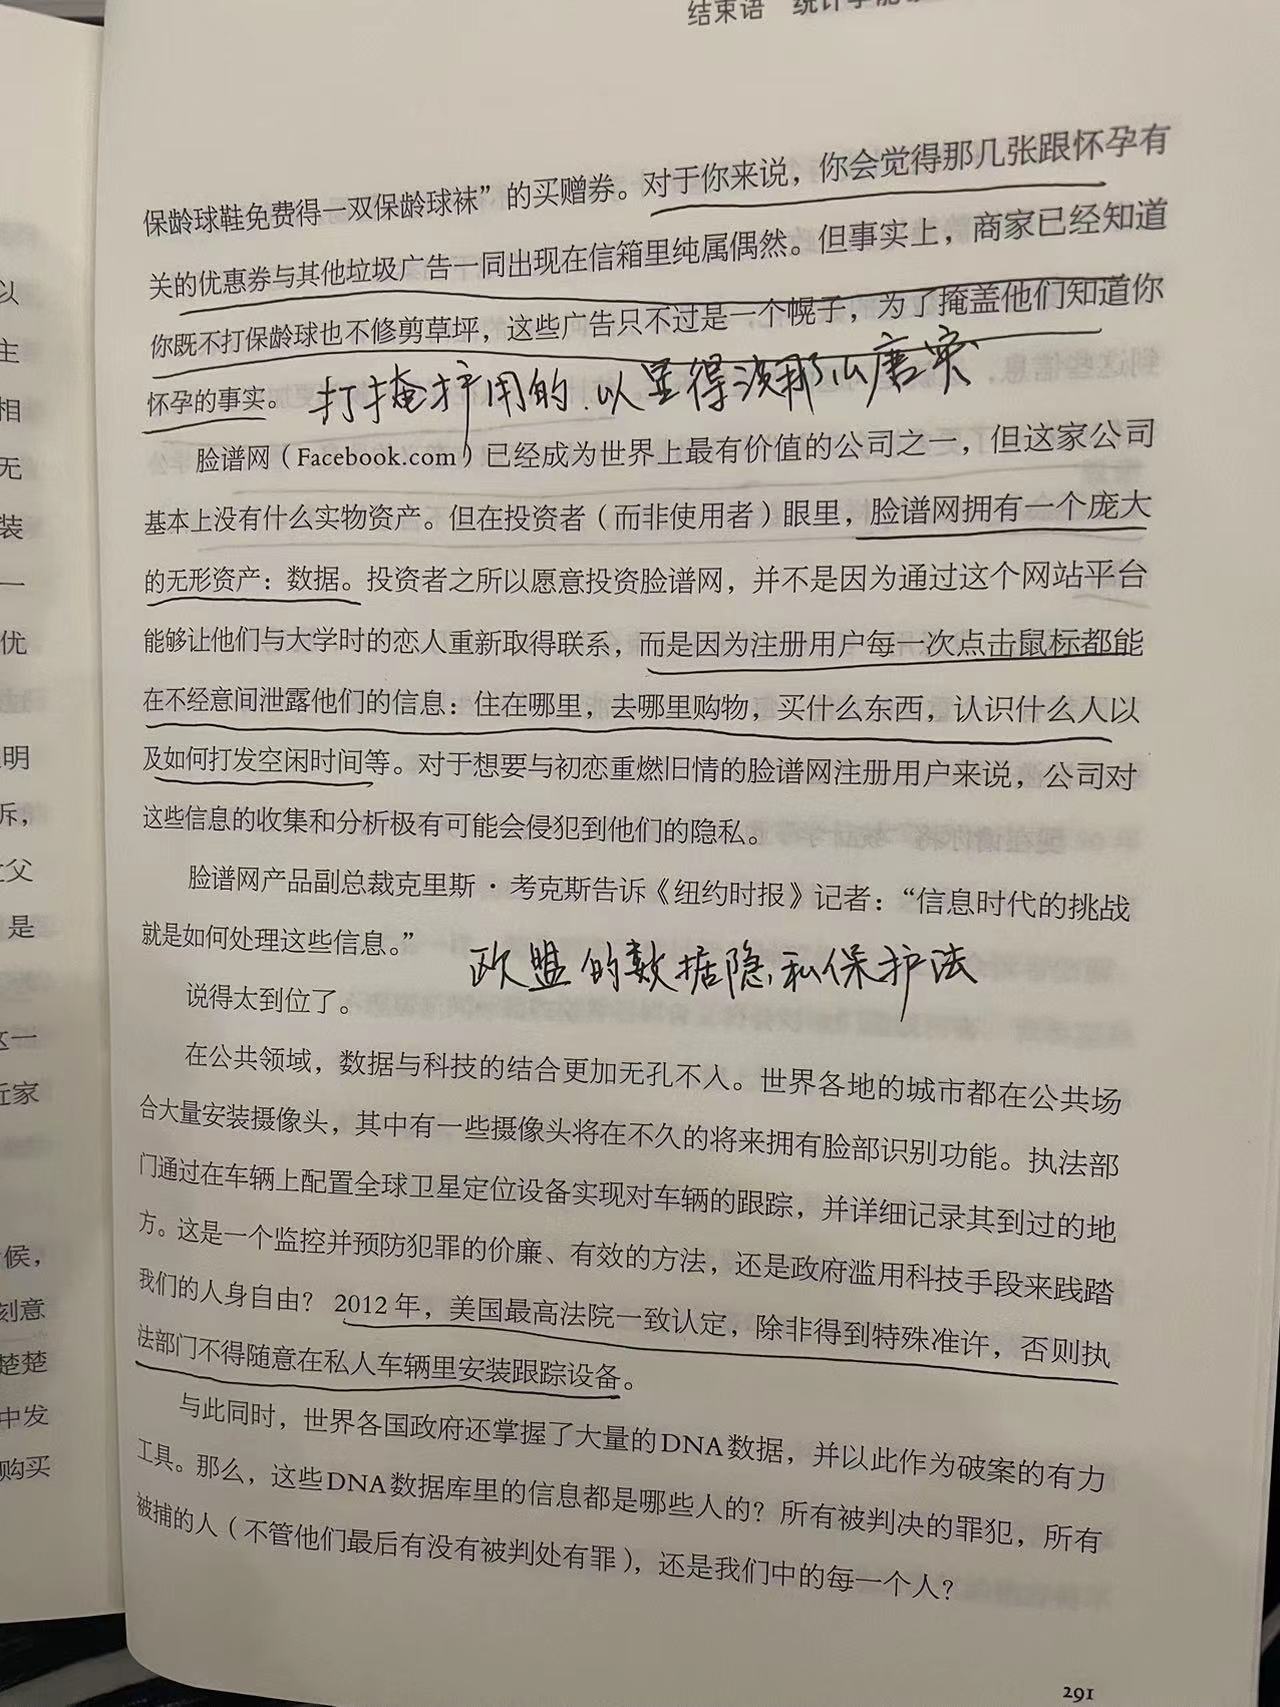 结束语 统计学能
保龄球鞋免费得一双保龄球袜”的买赠券。对于你来说，你会觉得那几张跟怀孕有
关的优惠券与其他垃圾广告一同出现在信箱里纯属偶然。但事实上，商家已经知道
你既不打保龄球也不修剪草坪，这些广告只不过是一个幌子，为了掩盖他们知道你
怀孕的事实。
打掩护用的.以显得没那么唐突
脸谱网（Facebook.com）已经成为世界上最有价值的公司之一，但这家公司
基本上没有什么实物资产。但在投资者（而非使用者）眼里，脸谱网拥有一个庞大
的无形资产：数据。投资者之所以愿意投资脸谱网，并不是因为通过这个网站平台
能够让他们与大学时的恋人重新取得联系，而是因为注册用户每一次点击鼠标都能
在不经意间泄露他们的信息：住在哪里，去哪里购物，买什么东西，认识什么人以
及如何打发空闲时间等。对于想要与初恋重燃旧情的脸谱网注册用户来说，公司对
这些信息的收集和分析极有可能会侵犯到他们的隐私。
脸谱网产品副总裁克里斯·考克斯告诉《纽约时报》记者：“信息时代的挑战
就是如何处理这些信息。”
欧盟的数据隐私保护法
说得太到位了。
在公共领域，数据与科技的结合更加无孔不入。世界各地的城市都在公共场
合大量安装摄像头，其中有一些摄像头将在不久的将来拥有脸部识别功能。执法部
门通过在车辆上配置全球卫星定位设备实现对车辆的跟踪，并详细记录其到过的地
方。这是一个监控并预防犯罪的价廉、有效的方法，还是政府滥用科技手段来践踏
我们的人身自由？2012年，美国最高法院一致认定，除非得到特殊准许，否则执
法部门不得随意在私人车辆里安装跟踪设备。
与此同时，世界各国政府还掌握了大量的DNA数据，并以此作为破案的有力
工具。那么，这些DNA数据库里的信息都是哪些人的？所有被判决的罪犯，所有
被捕的人（不管他们最后有没有被判处有罪），还是我们中的每一个人？
291
以
主
相
无
装
一
优
明
诉，
父
是
这一
近家
候，
刻意
楚楚
中发
购买